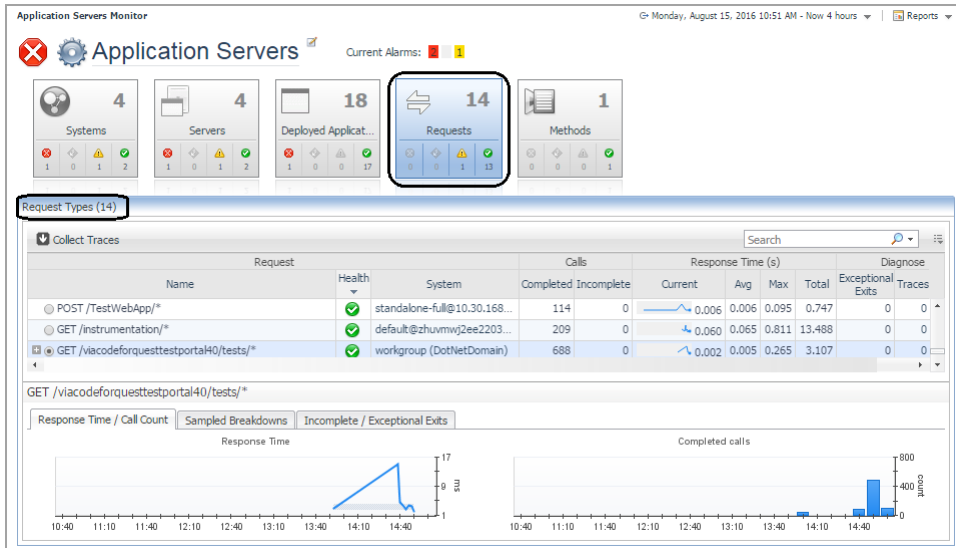 Application Servers Monitor
Monday, August 15, 2016 10:51 AM - Now 4 hours
Reports
Application Servers
Current Alarms: 2 1
4
Systems
1 0 1 2
4
Servers
1 0 1 2
18
Deployed Applicat...
1 0 0 17
14
Requests
0 0 1 13
1
Methods
0 0 0 1
Request Types (14)
Collect Traces
Search
Request Calls Response Time (s) Diagnose
Name Health System Completed Incomplete Current Avg Max Total Exceptional Exits Traces
POST /TestWebApp/* standalone-full@10.30.168... 114 0 0.006 0.006 0.095 0.747 0 0
GET /instrumentation/* default@zhuvmwj2ee2203... 209 0 0.060 0.065 0.811 13.488 0 0
GET /viacodeforquesttestportal40/tests/* workgroup (DotNetDomain) 688 0 0.002 0.005 0.265 3.107 0 0
GET /viacodeforquesttestportal40/tests/*
Response Time / Call Count Sampled Breakdowns Incomplete / Exceptional Exits
Response Time
17
9
1
ms
10:40 11:10 11:40 12:10 12:40 13:10 13:40 14:10 14:40
Completed calls
800
400
0
count
10:40 11:10 11:40 12:10 12:40 13:10 13:40 14:10 14:40